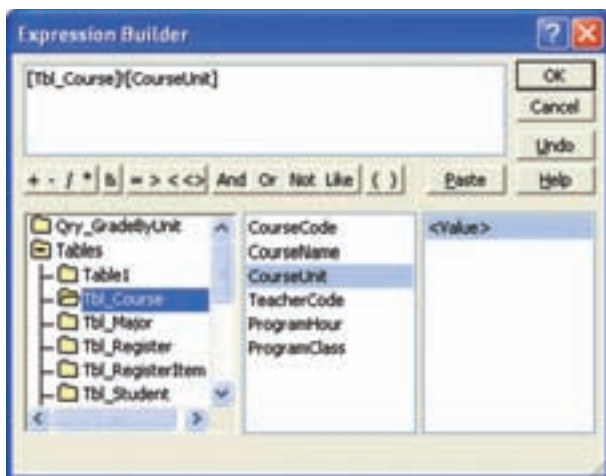 Expression Builder
[Tbl_Course]![CourseUnit]
OK
Cancel
Undo
+ - / * & = > < <> And Or Not Like ( ) Paste Help
Qry_GradeByUnit
Tables
Table1
Tbl_Course
Tbl_Major
Tbl_Register
Tbl_RegisterItem
Tbl_Student
CourseCode
CourseName
CourseUnit
TeacherCode
ProgramHour
ProgramClass
<Value>